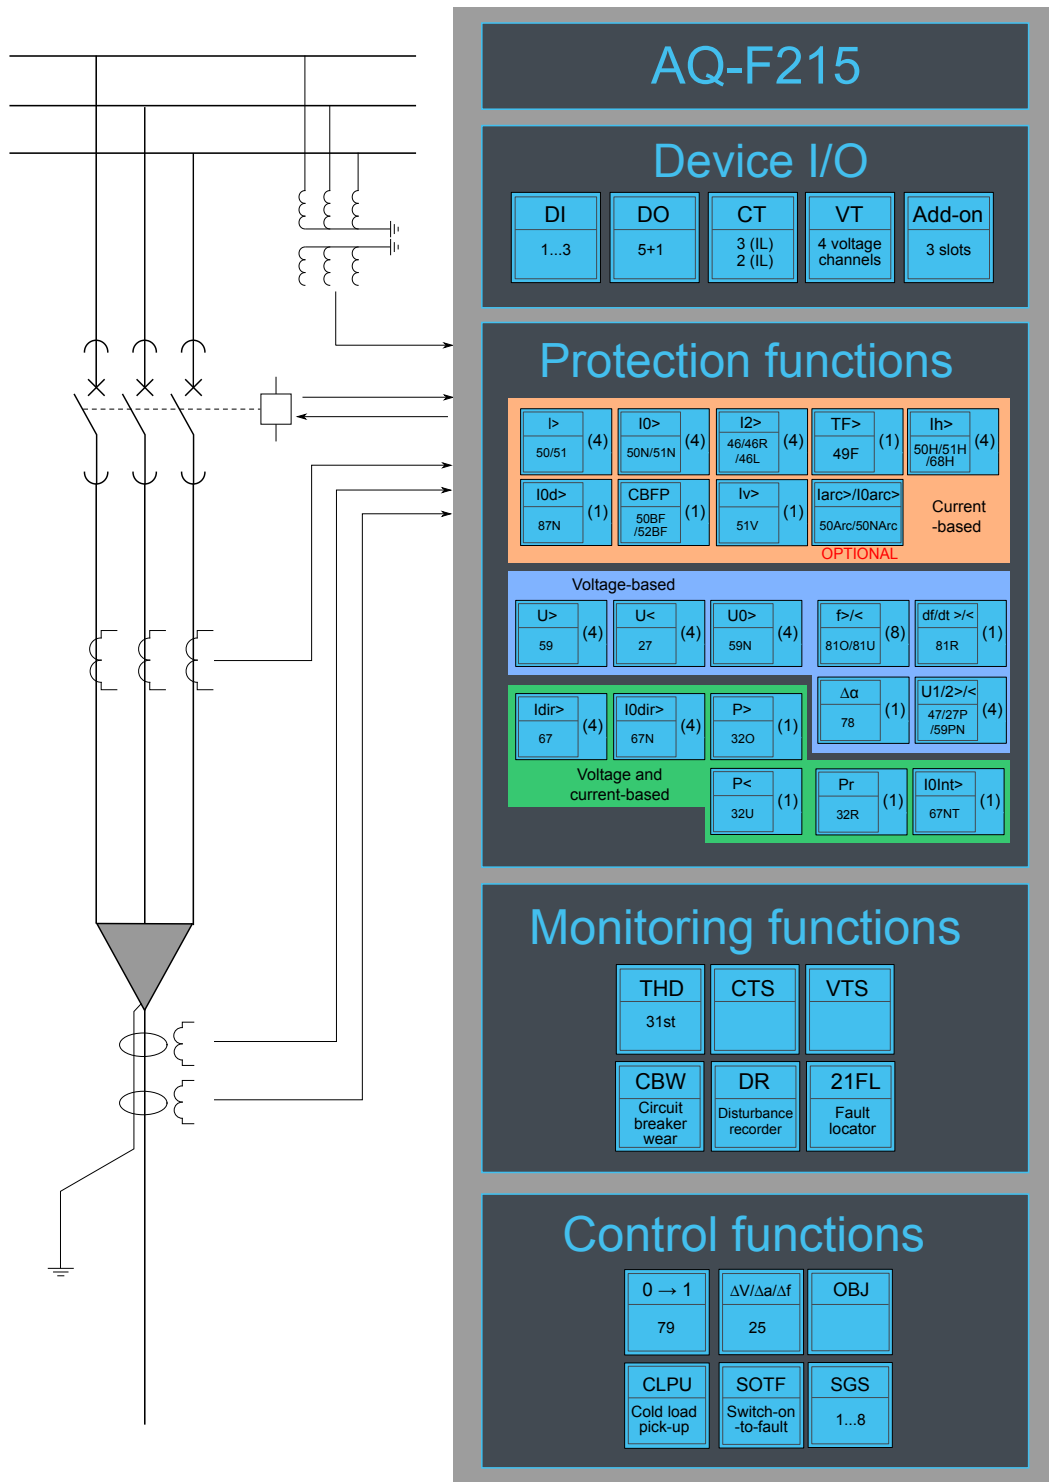 AQ-F215
Device I/O
DI
1...3
DO
5+1
CT
3 (IL)
2 (IL)
VT
4 voltage
channels
Add-on
3 slots
Protection functions
I>
50/51
(4)
I0>
50N/51N
(4)
I2>
46/46R
/46L
(4)
TF>
49F
(1)
Ih>
50H/51H
/68H
(4)
I0d>
87N
(1)
CBFP
50BF
/52BF
(1)
Iv>
51V
(1)
Iarc>/I0arc>
50Arc/50NArc
OPTIONAL
Current
-based
Voltage-based
U>
59
(4)
U<
27
(4)
U0>
59N
(4)
f>/<
81O/81U
(8)
df/dt >/<
81R
(1)
Δα
78
(1)
U1/2>/<
47/27P
/59PN
(4)
Idir>
67
(4)
I0dir>
67N
(4)
P>
32O
(1)
Voltage and
current-based
P<
32U
(1)
Pr
32R
(1)
I0Int>
67NT
(1)
Monitoring functions
THD
31st
CTS
VTS
CBW
Circuit
breaker
wear
DR
Disturbance
recorder
21FL
Fault
locator
Control functions
0 → 1
79
ΔV/Δa/Δf
25
OBJ
CLPU
Cold load
pick-up
SOTF
Switch-on
-to-fault
SGS
1...8